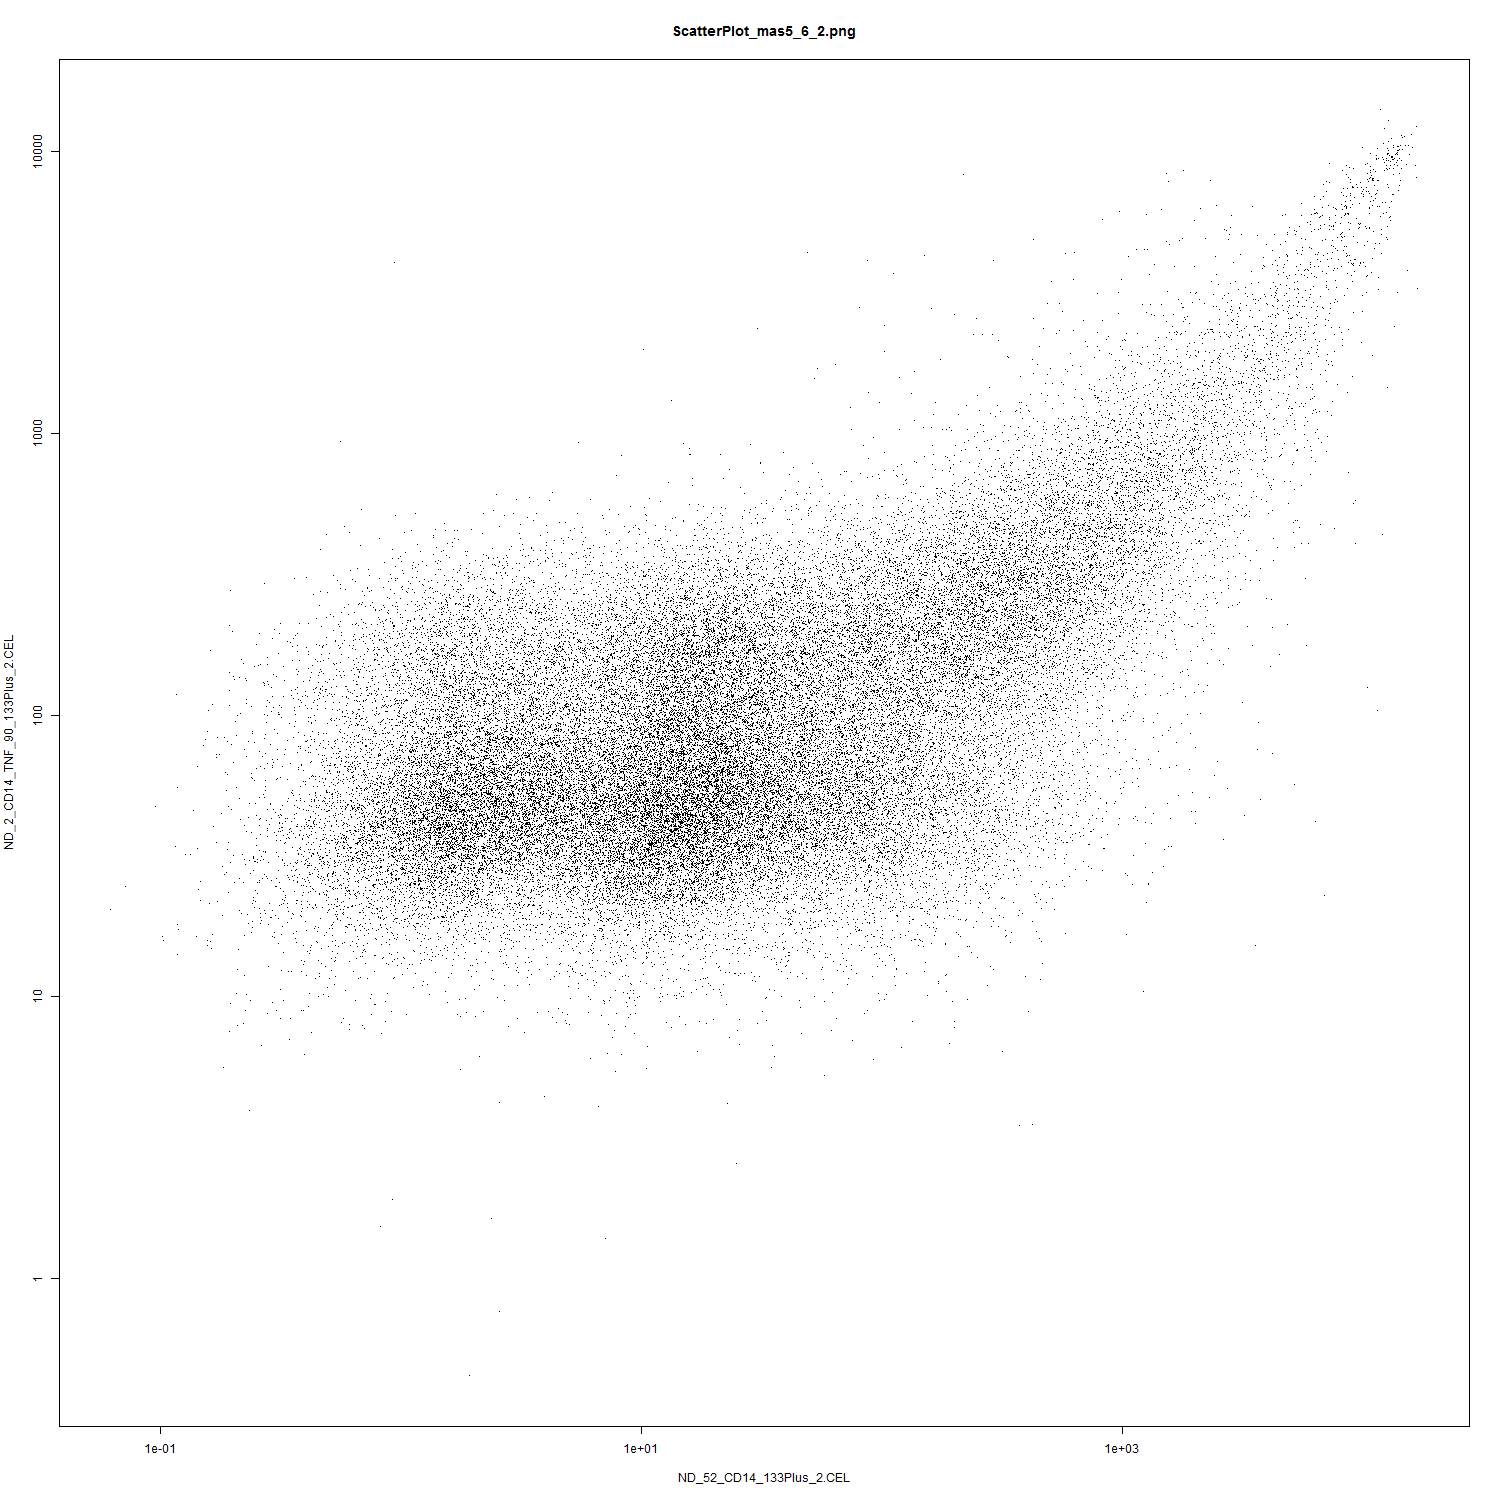 ScatterPlot_mas5_6_2.png
10000
1000
100
10
1
ND_2_CD14_TNF_90_133Plus_2.CEL
1e-01
1e+01
1e+03
ND_52_CD14_133Plus_2.CEL